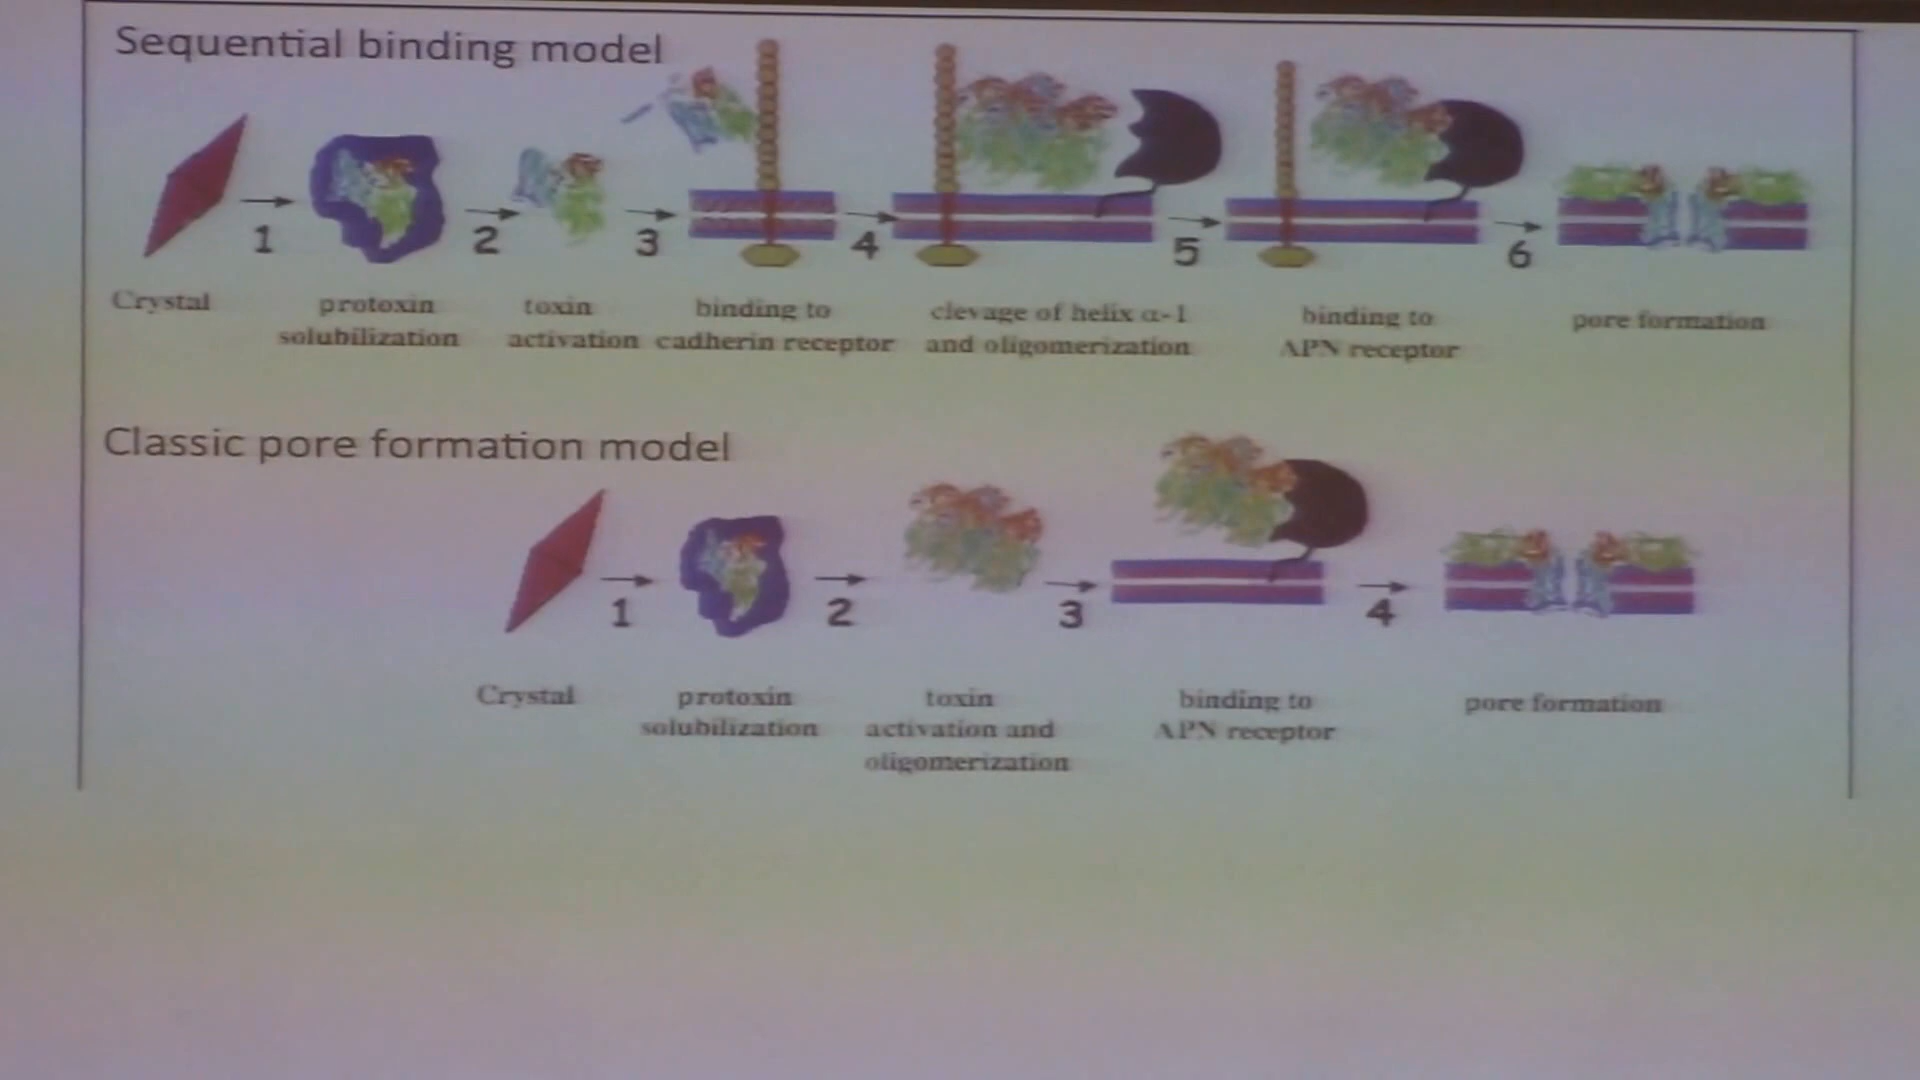 Sequential binding model
1
2
3
4
5
6
Crystal
protoxin
solubilization
toxin
activation
binding to
cadherin receptor
clevage of helix α-1
and oligomerization
binding to
APN receptor
pore formation
Classic pore formation model
1
2
3
4
Crystal
protoxin
solubilization
toxin
activation and
oligomerization
binding to
APN receptor
pore formation